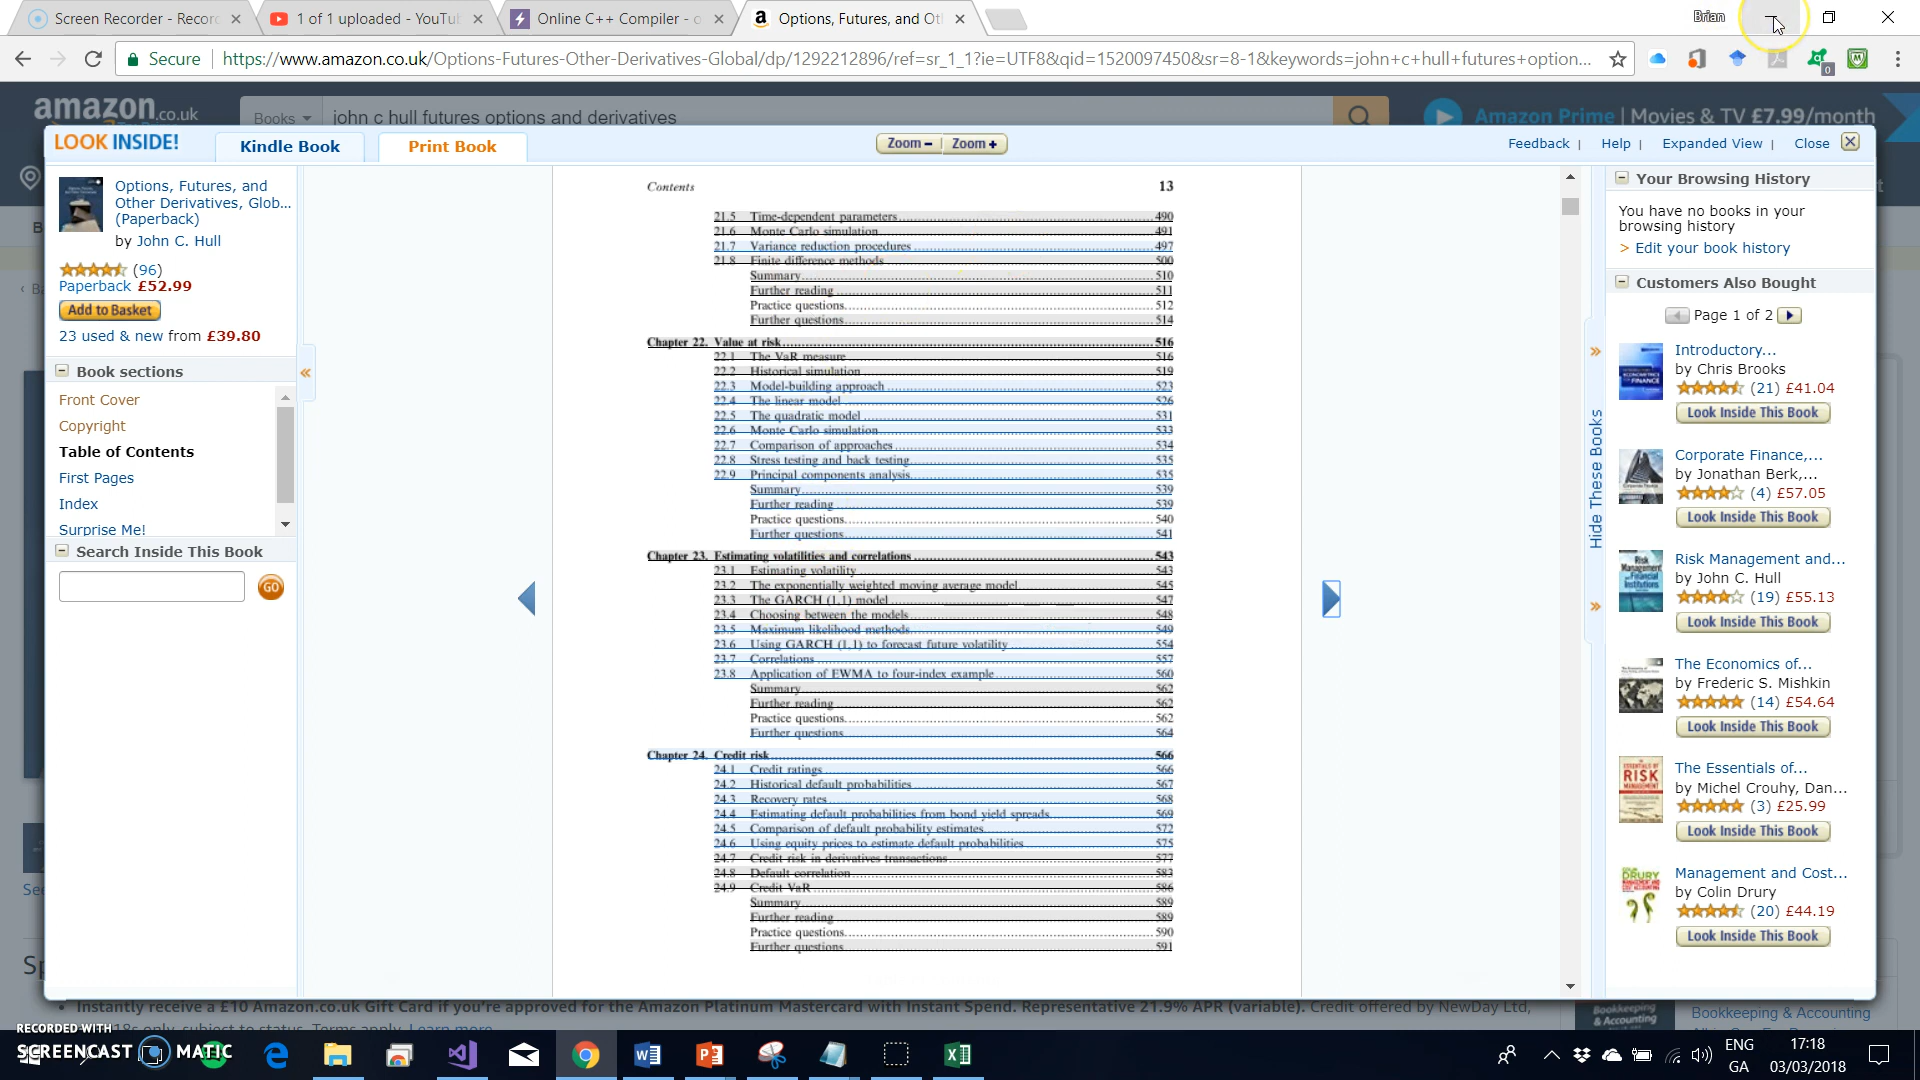 Screen Recorder - Recor
1 of 1 uploaded - YouTu
Online C++ Compiler - o
Options, Futures, and Ot
Brian
Secure
https://www.amazon.co.uk/Options-Futures-Other-Derivatives-Global/dp/1292212896/ref=sr_1_1?ie=UTF8&qid=1520097450&sr=8-1&keywords=john+c+hull+futures+option...
0
amazon.co.uk
Books
john c hull futures options and derivatives
Amazon Prime | Movies & TV £7.99/month
LOOK INSIDE!
Kindle Book
Print Book
Zoom –
Zoom +
Feedback |
Help |
Expanded View |
Close
Options, Futures, and
Other Derivatives, Glob...
(Paperback)
by John C. Hull
(96)
Paperback £52.99
Add to Basket
23 used & new from £39.80
Book sections
Front Cover
Copyright
Table of Contents
First Pages
Index
Surprise Me!
Search Inside This Book
GO
Contents 13
21.5 Time-dependent parameters 490
21.6 Monte Carlo simulation 491
21.7 Variance reduction procedures 497
21.8 Finite difference methods 500
Summary 510
Further reading 511
Practice questions 512
Further questions 514
Chapter 22. Value at risk 516
22.1 The VaR measure 516
22.2 Historical simulation 519
22.3 Model-building approach 523
22.4 The linear model 526
22.5 The quadratic model 531
22.6 Monte Carlo simulation 533
22.7 Comparison of approaches 534
22.8 Stress testing and back testing 535
22.9 Principal components analysis 535
Summary 539
Further reading 539
Practice questions 540
Further questions 541
Chapter 23. Estimating volatilities and correlations 543
23.1 Estimating volatility 543
23.2 The exponentially weighted moving average model 545
23.3 The GARCH (1,1) model 547
23.4 Choosing between the models 548
23.5 Maximum likelihood methods 549
23.6 Using GARCH (1,1) to forecast future volatility 554
23.7 Correlations 557
23.8 Application of EWMA to four-index example 560
Summary 562
Further reading 562
Practice questions 562
Further questions 564
Chapter 24. Credit risk 566
24.1 Credit ratings 566
24.2 Historical default probabilities 567
24.3 Recovery rates 568
24.4 Estimating default probabilities from bond yield spreads 569
24.5 Comparison of default probability estimates 572
24.6 Using equity prices to estimate default probabilities 575
24.7 Credit risk in derivatives transactions 577
24.8 Default correlation 583
24.9 Credit VaR 586
Summary 589
Further reading 589
Practice questions 590
Further questions 591
Hide These Books
Your Browsing History
You have no books in your
browsing history
> Edit your book history
Customers Also Bought
Page 1 of 2
Introductory...
by Chris Brooks
(21) £41.04
Look Inside This Book
Corporate Finance,...
by Jonathan Berk,...
(4) £57.05
Look Inside This Book
Risk Management and...
by John C. Hull
(19) £55.13
Look Inside This Book
The Economics of...
by Frederic S. Mishkin
(14) £54.64
Look Inside This Book
The Essentials of...
by Michel Crouhy, Dan...
(3) £25.99
Look Inside This Book
Management and Cost...
by Colin Drury
(20) £44.19
Look Inside This Book
Instantly receive a £10 Amazon.co.uk Gift Card if you're approved for the Amazon Platinum Mastercard with Instant Spend. Representative 21.9% APR (variable). Credit offered by NewDay Ltd,
Bookkeeping
& Accounting
Bookkeeping & Accounting
RECORDED WITH
SCREENCAST MATIC
ENG
GA
17:18
03/03/2018